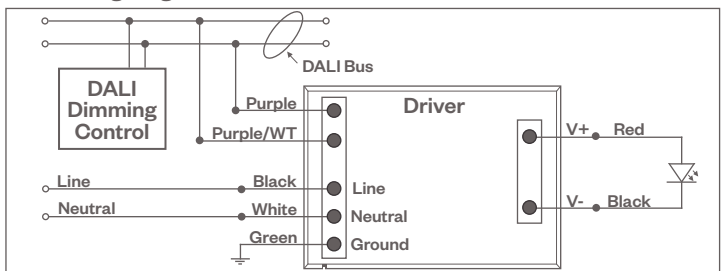 DALI Bus
DALI
Dimming
Control
Driver
Purple
Purple/WT
V+ Red
Line Black Line
V- Black
Neutral White Neutral
Green Ground